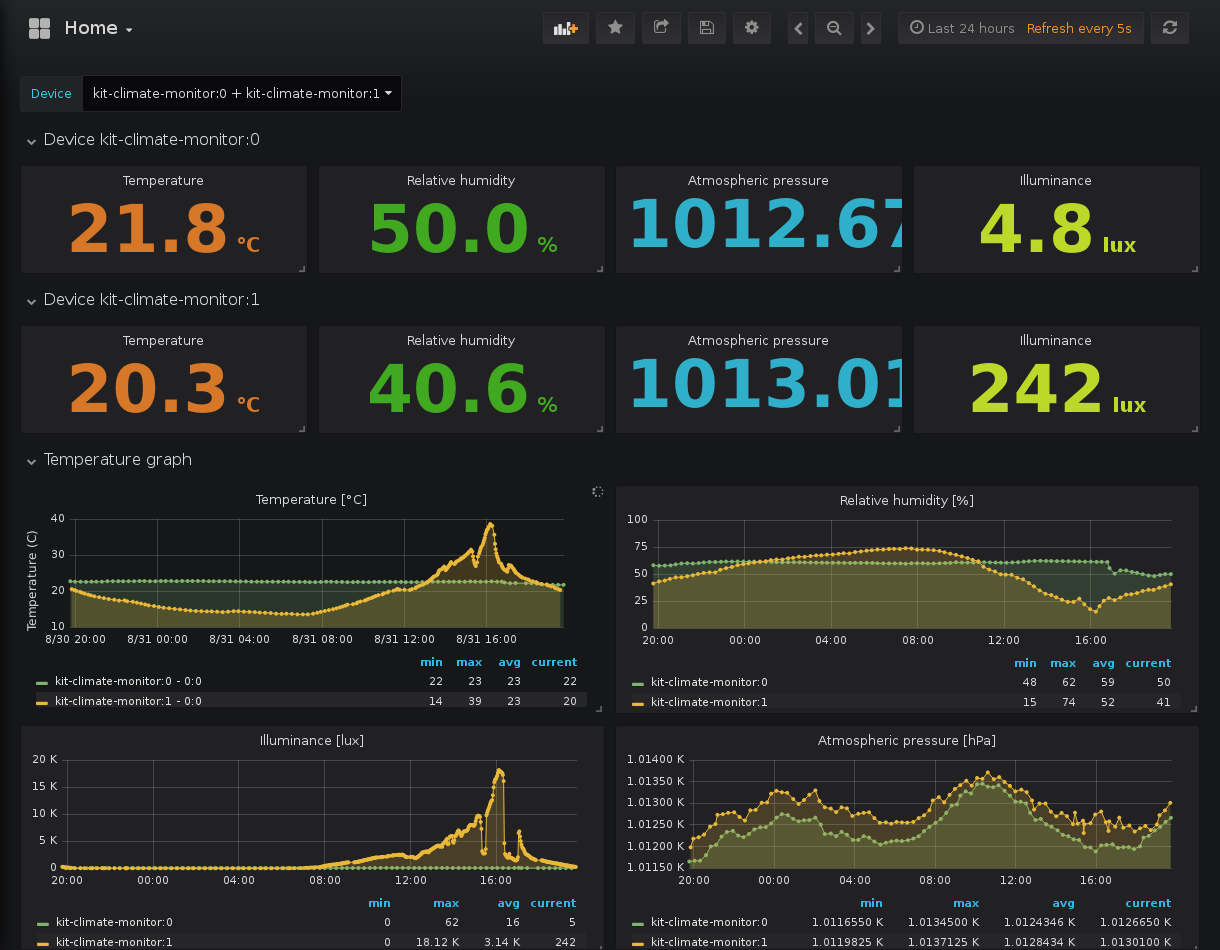 Home
Last 24 hours Refresh every 5s
Device kit-climate-monitor:0 + kit-climate-monitor:1
Device kit-climate-monitor:0
Temperature Relative humidity Atmospheric pressure Illuminance
21.8 °C 50.0 % 1012.67 4.8 lux
Device kit-climate-monitor:1
Temperature Relative humidity Atmospheric pressure Illuminance
20.3 °C 40.6 % 1013.01 242 lux
Temperature graph
Temperature [°C]
Temperature (C)
40
30
20
10
8/30 20:00 8/31 00:00 8/31 04:00 8/31 08:00 8/31 12:00 8/31 16:00
min max avg current
kit-climate-monitor:0 - 0:0 22 23 23 22
kit-climate-monitor:1 - 0:0 14 39 23 20
Relative humidity [%]
100
75
50
25
0
20:00 00:00 04:00 08:00 12:00 16:00
min max avg current
kit-climate-monitor:0 48 62 59 50
kit-climate-monitor:1 15 74 52 41
Illuminance [lux]
20 K
15 K
10 K
5 K
0
20:00 00:00 04:00 08:00 12:00 16:00
min max avg current
kit-climate-monitor:0 0 62 16 5
kit-climate-monitor:1 0 18.12 K 3.14 K 242
Atmospheric pressure [hPa]
1.01400 K
1.01350 K
1.01300 K
1.01250 K
1.01200 K
1.01150 K
20:00 00:00 04:00 08:00 12:00 16:00
min max avg current
kit-climate-monitor:0 1.0116550 K 1.0134500 K 1.0124346 K 1.0126650 K
kit-climate-monitor:1 1.0119825 K 1.0137125 K 1.0128434 K 1.0130100 K